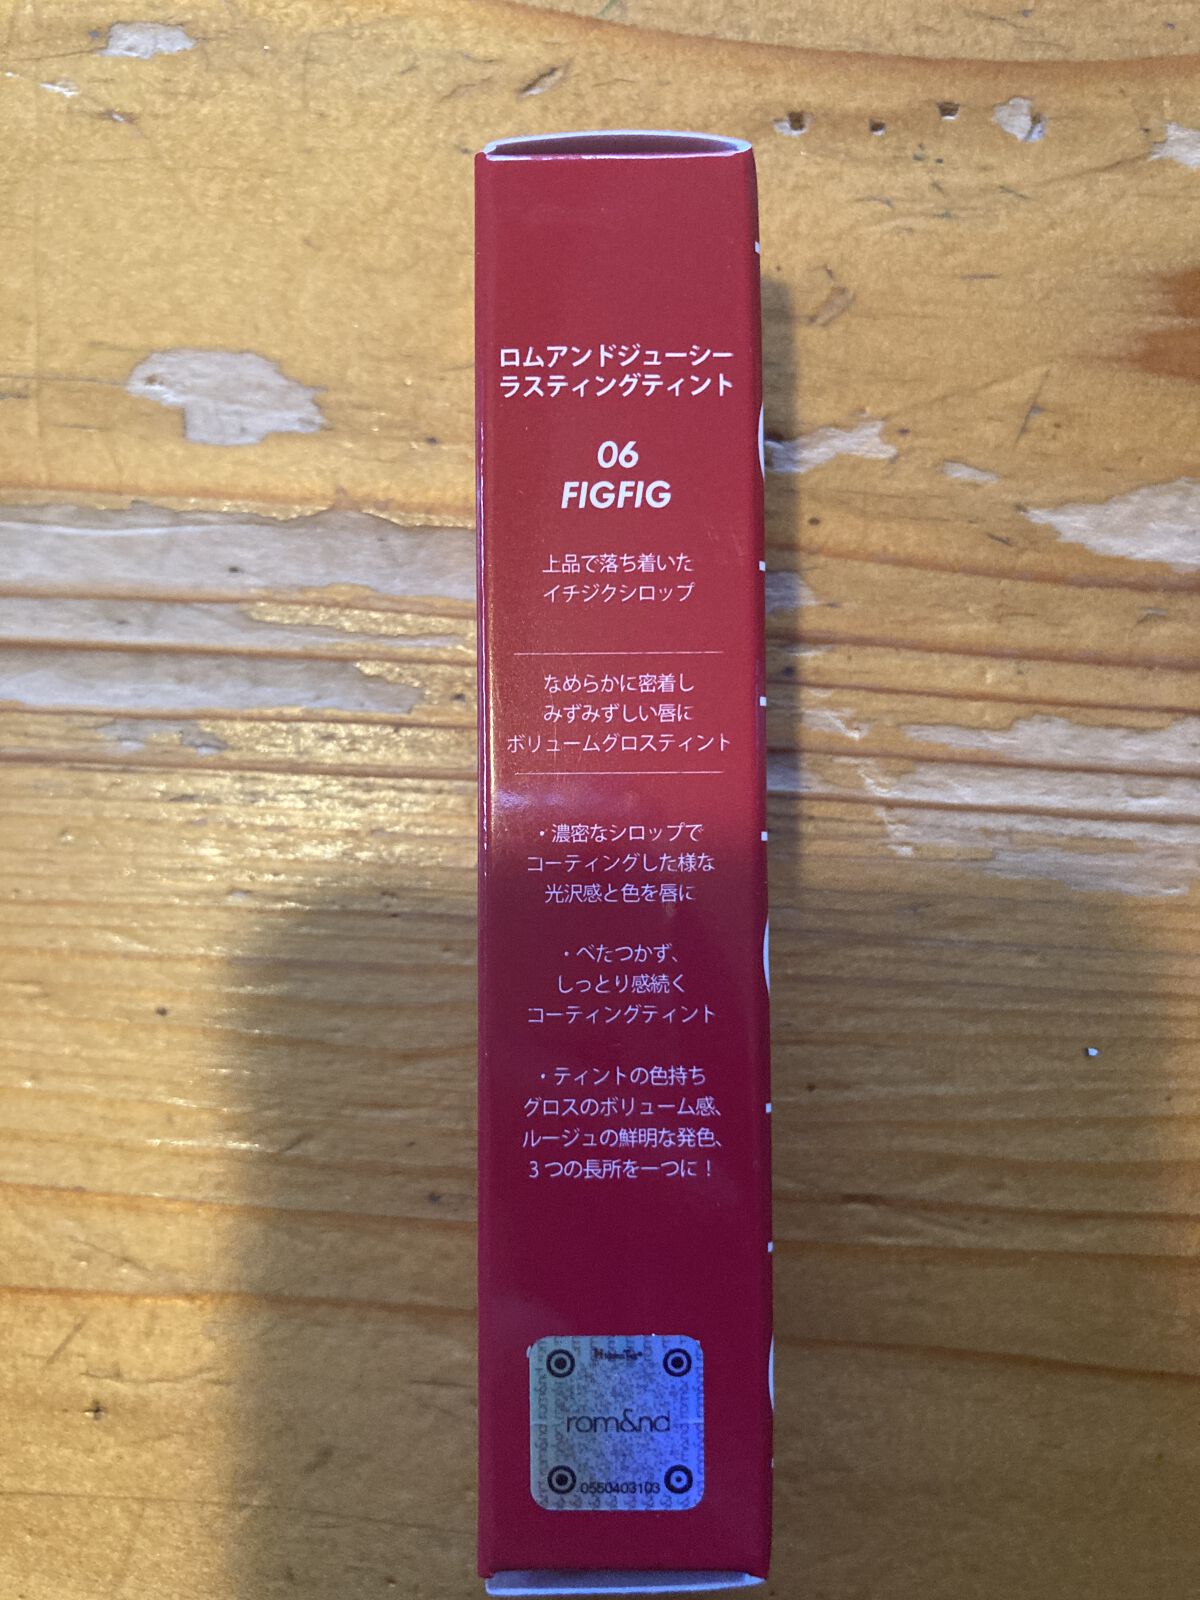 ロムアンドジューシー
ラスティングティント
06
FIGFIG
上品で落ち着いた
イチジクシロップ
なめらかに密着し
みずみずしい唇に
ボリュームグロスティント
・濃密なシロップで
コーティングした様な
光沢感と色を唇に
・べたつかず、
しっとり感続く
コーティングティント
・ティントの色持ち
グロスのボリューム感、
ルージュの鮮明な発色、
3つの長所を一つに！
rom&nd
0550403103